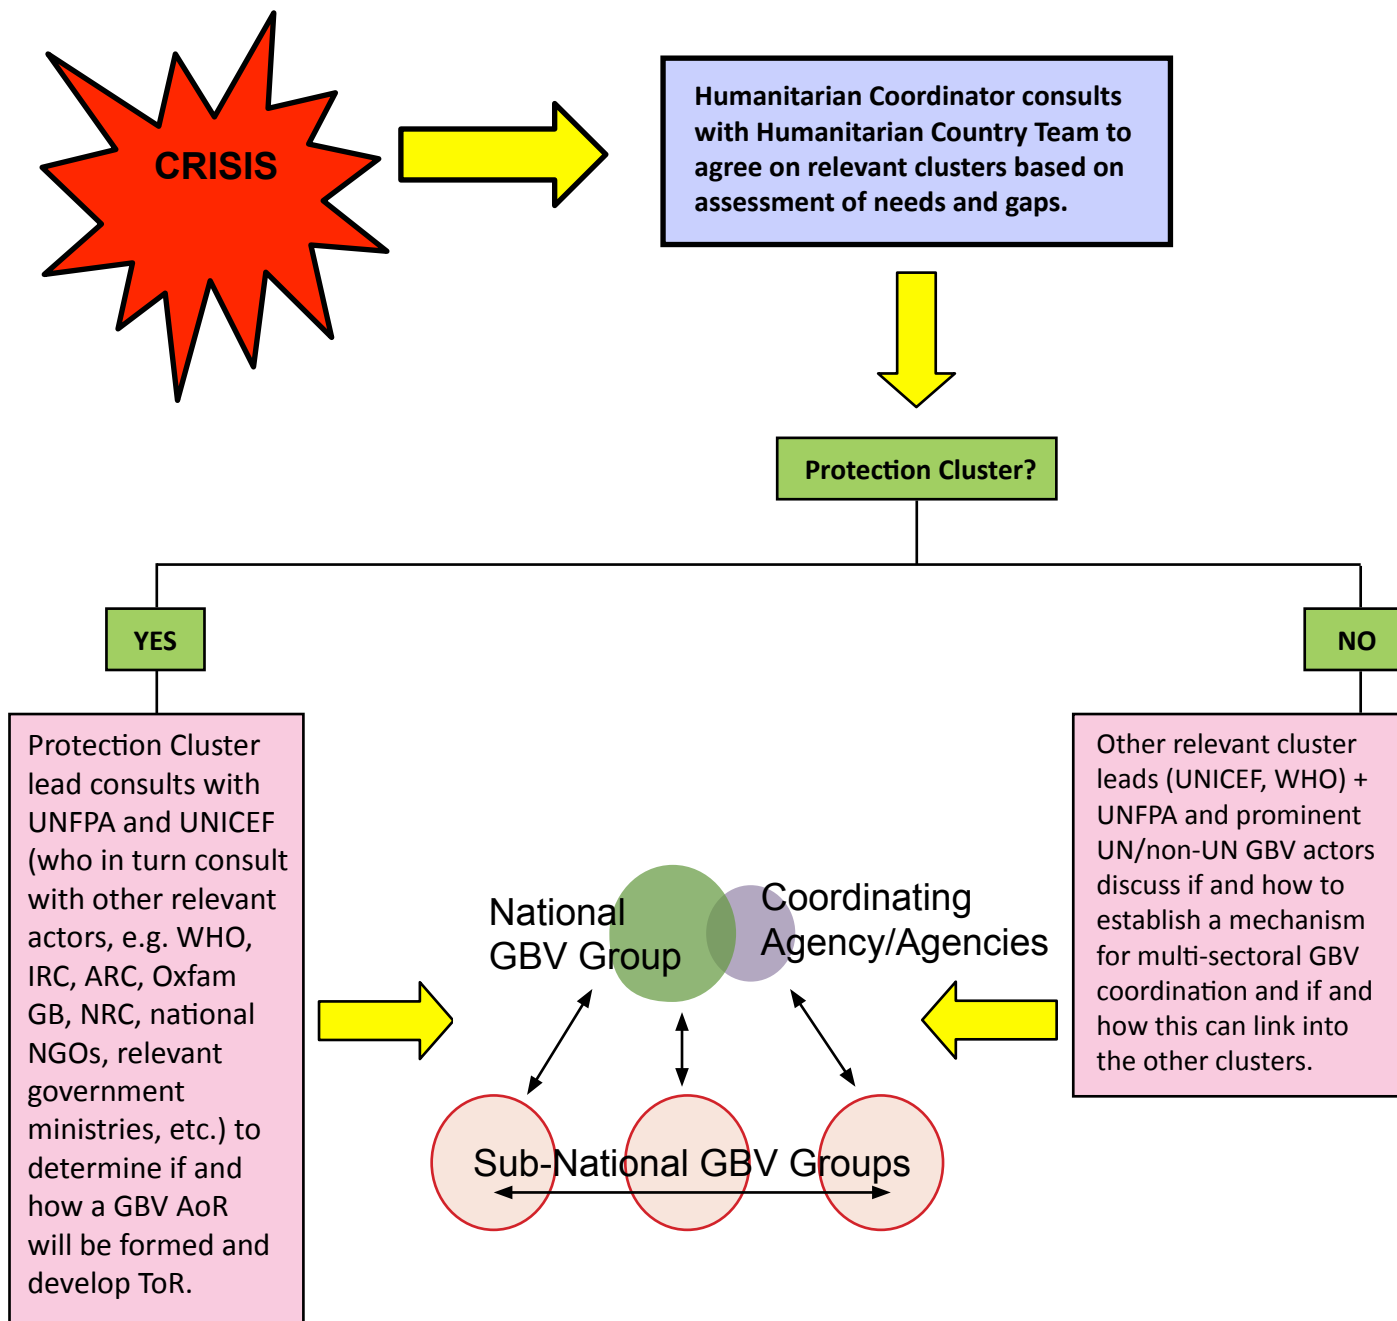 CRISIS
Humanitarian Coordinator consults
with Humanitarian Country Team to
agree on relevant clusters based on
assessment of needs and gaps.
Protection Cluster?
YES
NO
Protection Cluster
lead consults with
UNFPA and UNICEF
(who in turn consult
with other relevant
actors, e.g. WHO,
IRC, ARC, Oxfam
GB, NRC, national
NGOs, relevant
government
ministries, etc.) to
determine if and
how a GBV AoR
will be formed and
develop ToR.
National
GBV Group
Coordinating
Agency/Agencies
Sub-National GBV Groups
Other relevant cluster
leads (UNICEF, WHO) +
UNFPA and prominent
UN/non-UN GBV actors
discuss if and how to
establish a mechanism
for multi-sectoral GBV
coordination and if and
how this can link into
the other clusters.